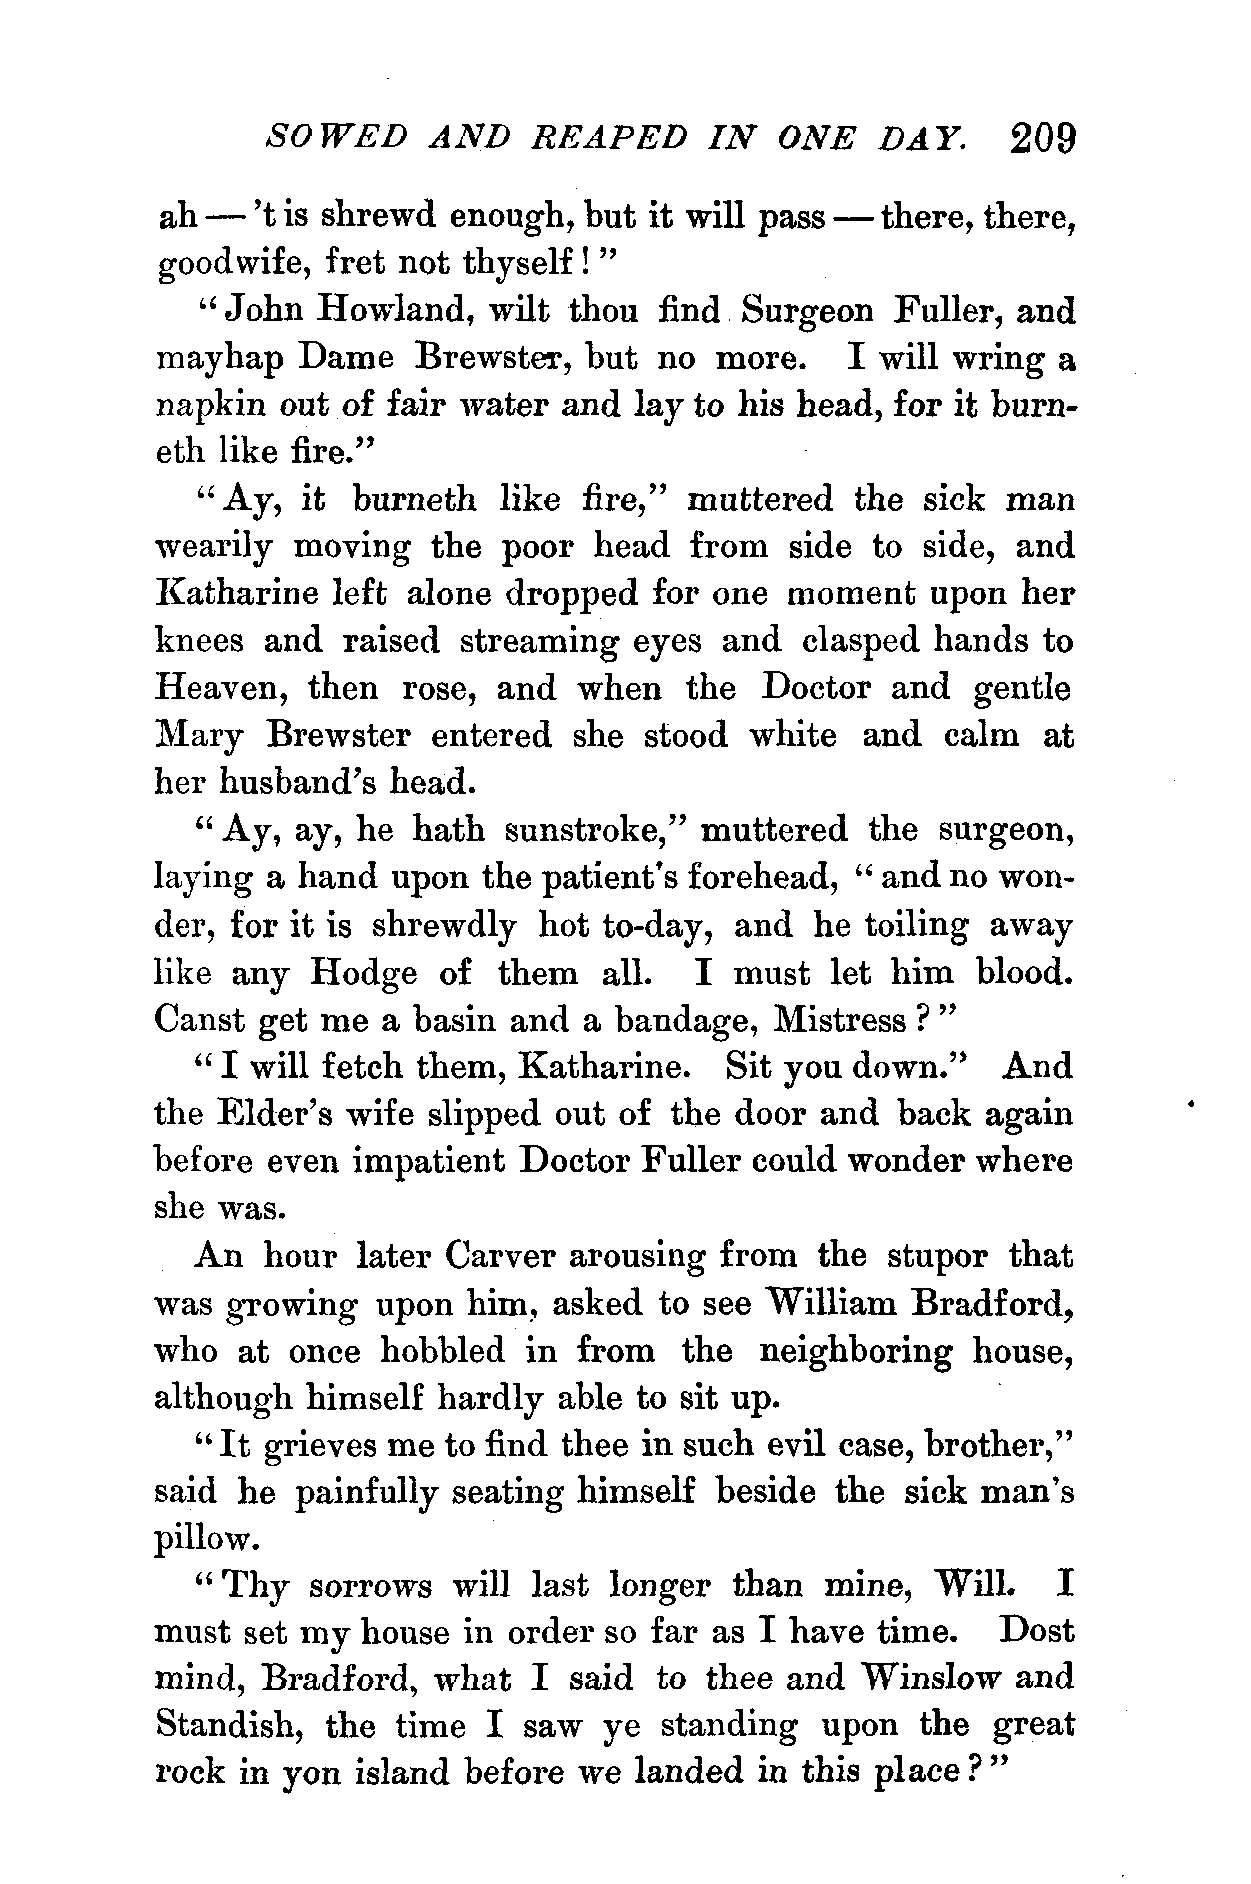 SOWED AND REAPED IN ONE DAY. 209
ah — 't is shrewd enough, but it will pass — there, there,
goodwife, fret not thyself! "
" John Howland, wilt thou find Surgeon Fuller, and
mayhap Dame Brewster, but no more. I will wring a
napkin out of fair water and lay to his head, for it burn-
eth like fire."
" Ay, it burneth like fire," muttered the sick man
wearily moving the poor head from side to side, and
Katharine left alone dropped for one moment upon her
knees and raised streaming eyes and clasped hands to
Heaven, then rose, and when the Doctor and gentle
Mary Brewster entered she stood white and calm at
her husband's head.
" Ay, ay, he hath sunstroke," muttered the surgeon,
laying a hand upon the patient's forehead, " and no won-
der, for it is shrewdly hot to-day, and he toiling away
like any Hodge of them all. I must let him blood.
Canst get me a basin and a bandage, Mistress ? "
" I will fetch them, Katharine. Sit you down." And
the Elder's wife slipped out of the door and back again
before even impatient Doctor Fuller could wonder where
she was.
An hour later Carver arousing from the stupor that
was growing upon him, asked to see William Bradford,
who at once hobbled in from the neighboring house,
although himself hardly able to sit up.
" It grieves me to find thee in such evil case, brother,"
said he painfully seating himself beside the sick man's
pillow.
" Thy sorrows will last longer than mine, Will. I
must set my house in order so far as I have time. Dost
mind, Bradford, what I said to thee and Winslow and
Standish, the time I saw ye standing upon the great
rock in yon island before we landed in this place ? "